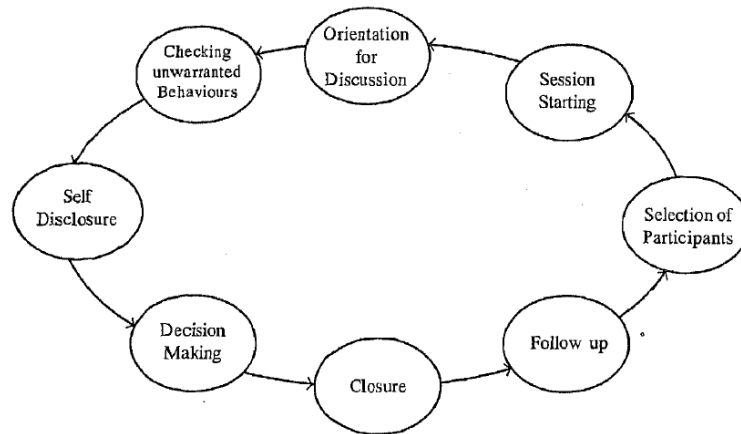 Orientation
for
Discussion
Checking
unwarranted
Behaviours
Session
Starting
Self
Disclosure
Selection of
Participants
Decision
Making
Closure
Follow up